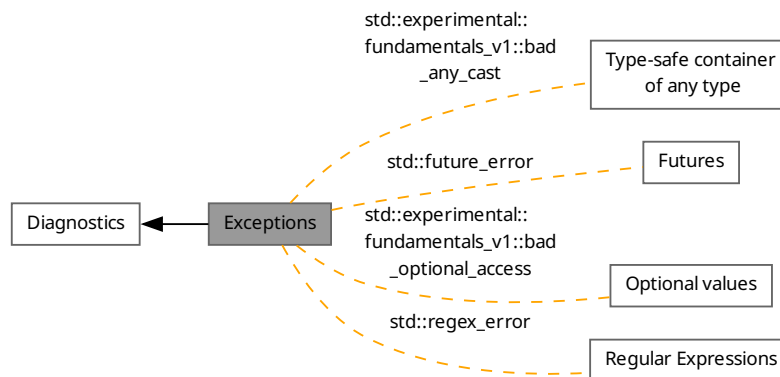 std::experimental::
fundamentals_v1::bad
_any_cast
Type-safe container
of any type
std::future_error
Futures
Diagnostics
Exceptions
std::experimental::
fundamentals_v1::bad
_optional_access
Optional values
std::regex_error
Regular Expressions